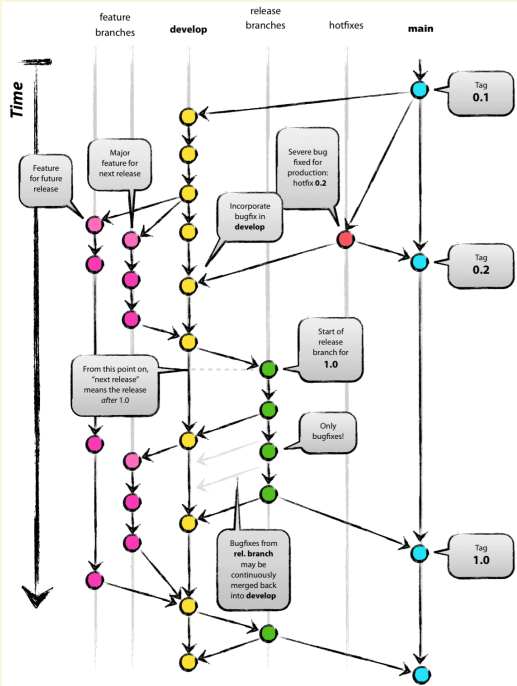 feature
branches
develop
release
branches
hotfixes
main
Time
Tag
0.1
Major
feature for
next release
Feature
for future
release
Severe bug
fixed for
production:
hotfix 0.2
Incorporate
bugfix in
develop
Tag
0.2
Start of
release
branch for
1.0
From this point on,
“next release”
means the release
after 1.0
Only
bugfixes!
Bugfixes from
rel. branch
may be
continuously
merged back
into develop
Tag
1.0